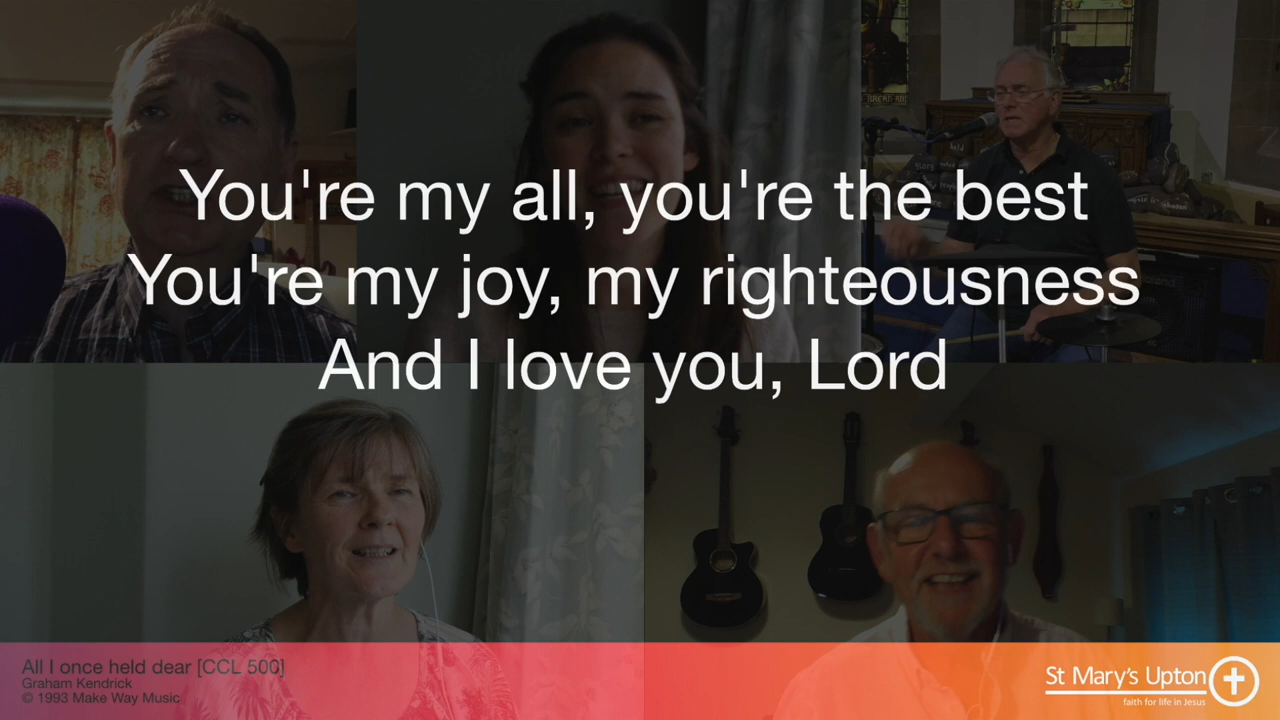 You're my all, you're the best
You're my joy, my righteousness
And I love you, Lord
All I once held dear [CCL 500]
Graham Kendrick
© 1993 Make Way Music
St Mary's Upton
faith for life in Jesus